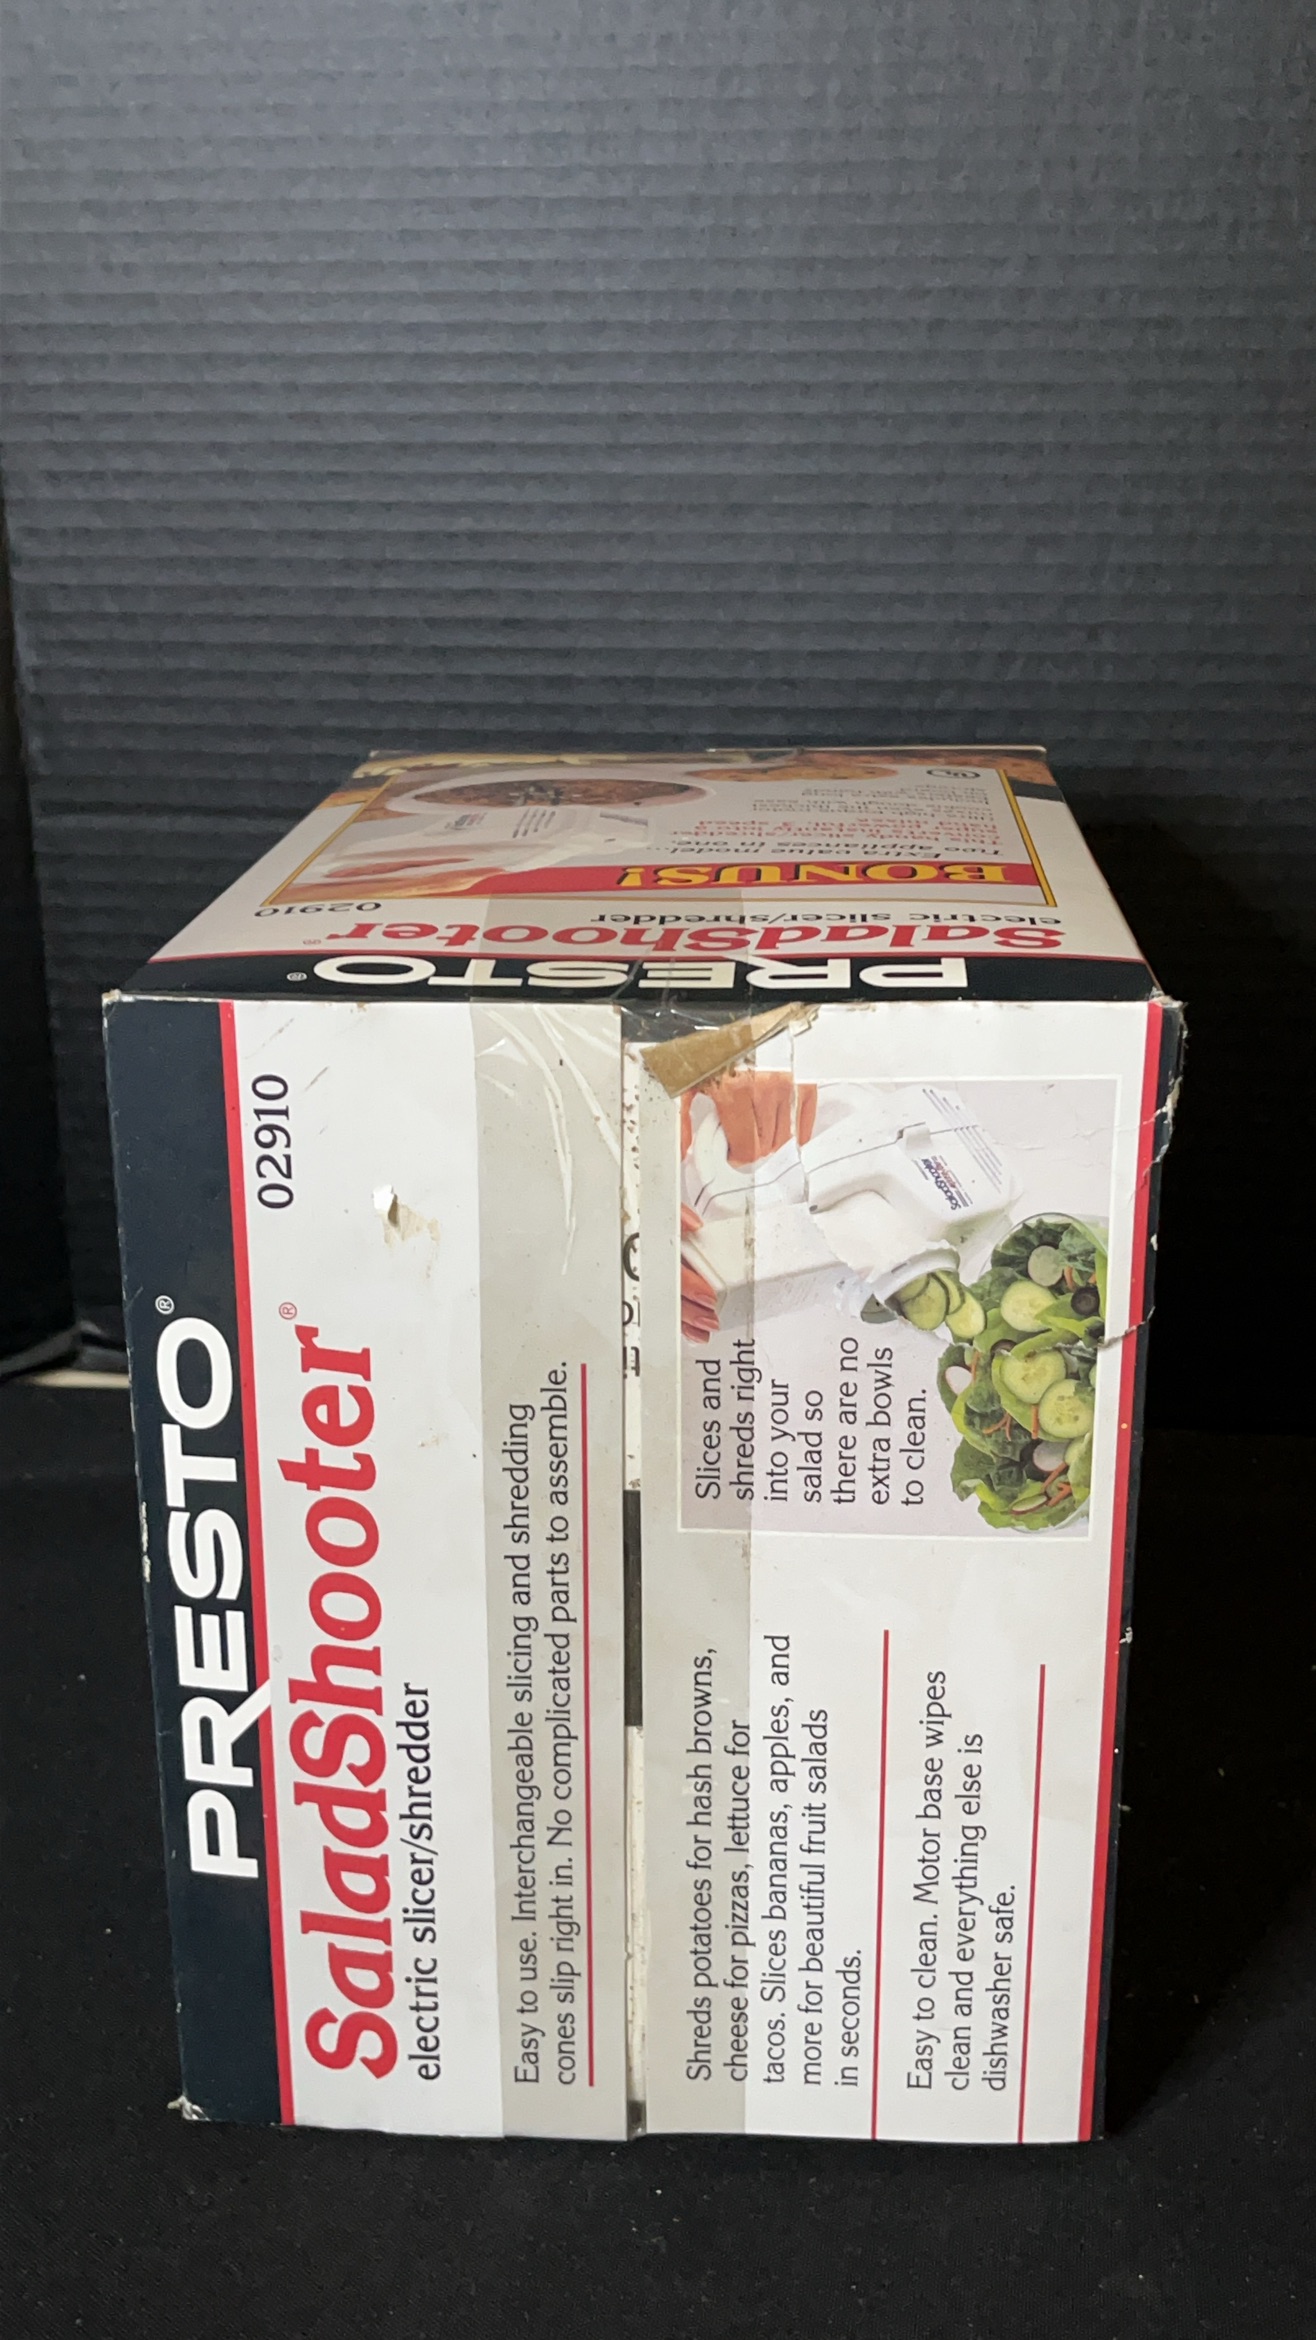 PRESTO®
SaladShooter®
electric slicer/shredder
02910
Easy to use. Interchangeable slicing and shredding
cones slip right in. No complicated parts to assemble.
Shreds potatoes for hash browns,
cheese for pizzas, lettuce for
tacos. Slices bananas, apples, and
more for beautiful fruit salads
in seconds.
Easy to clean. Motor base wipes
clean and everything else is
dishwasher safe.
Slices and
shreds right
into your
salad so
there are no
extra bowls
to clean.
SaladShooter
PRESTO®
SaladShooter®
electric slicer/shredder
02910
BONUS!
Extra value model...
Two appliances in one.